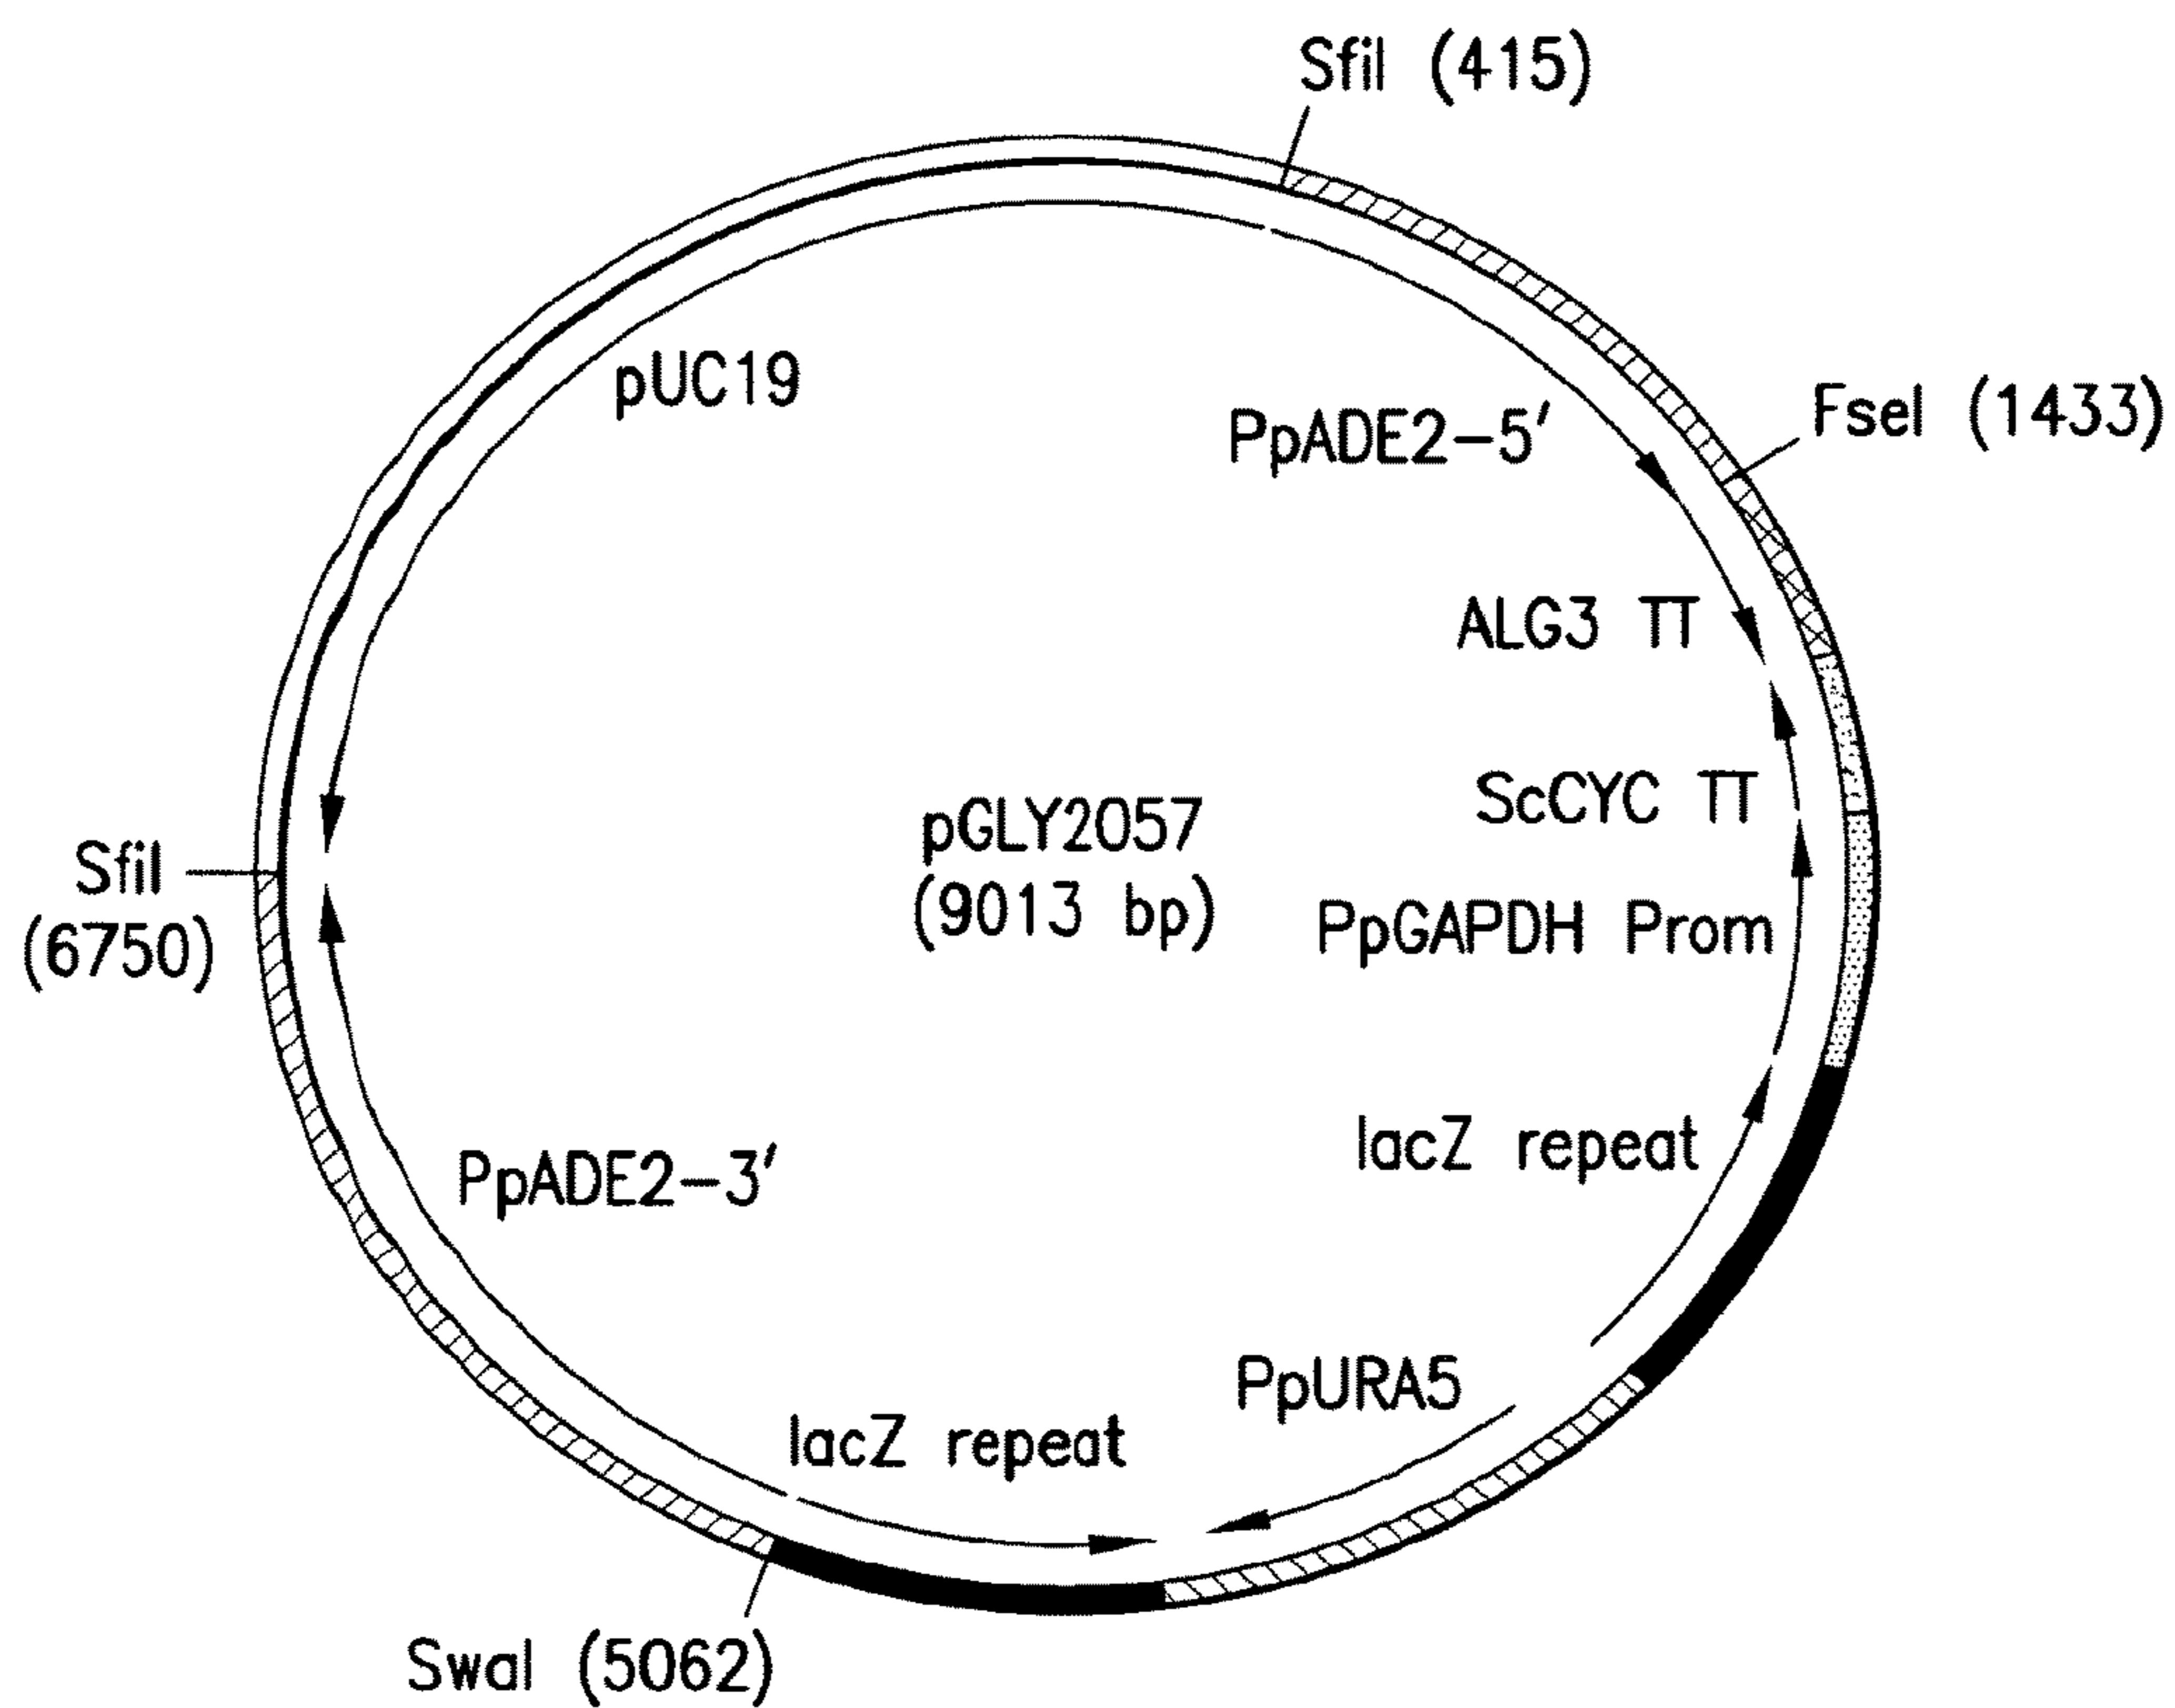 SfiI (415)
pUC19
PpADE2-5′
FseI (1433)
ALG3 TT
ScCYC TT
pGLY2057
(9013 bp)
SfiI
(6750)
PpGAPDH Prom
lacZ repeat
PpADE2-3′
PpURA5
lacZ repeat
SwaI (5062)